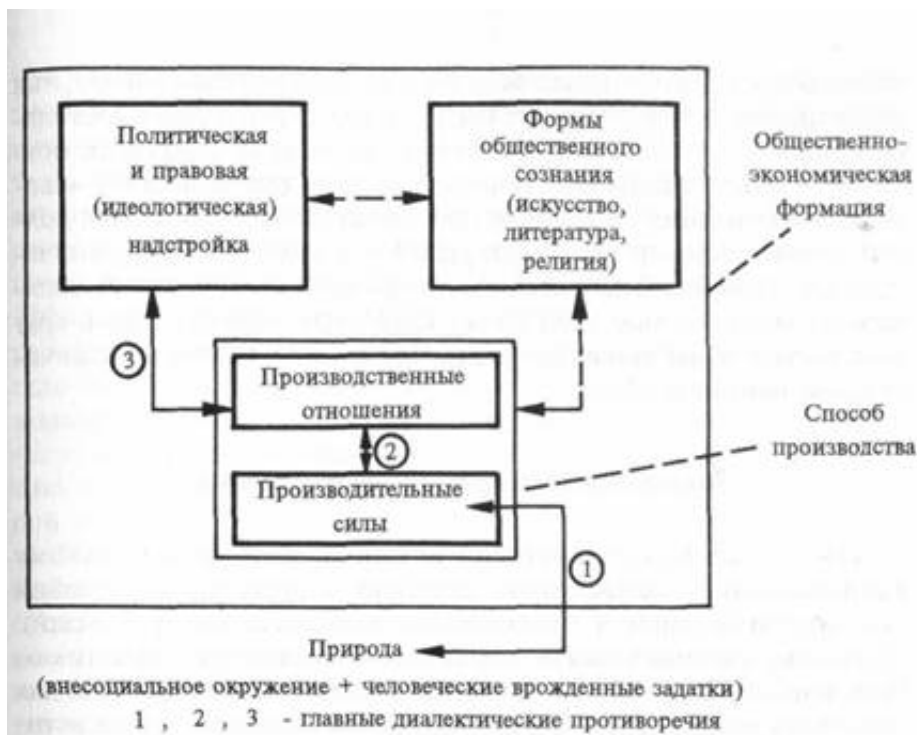 Политическая
и правовая
(идеологическая)
надстройка
Формы
общественного
сознания
(искусство,
литература,
религия)
Общественно-
экономическая
формация
3
Производственные
отношения
2
Производительные
силы
Способ
производства
1
Природа
(внесоциальное окружение + человеческие врожденные задатки)
1 , 2 , 3 - главные диалектические противоречия